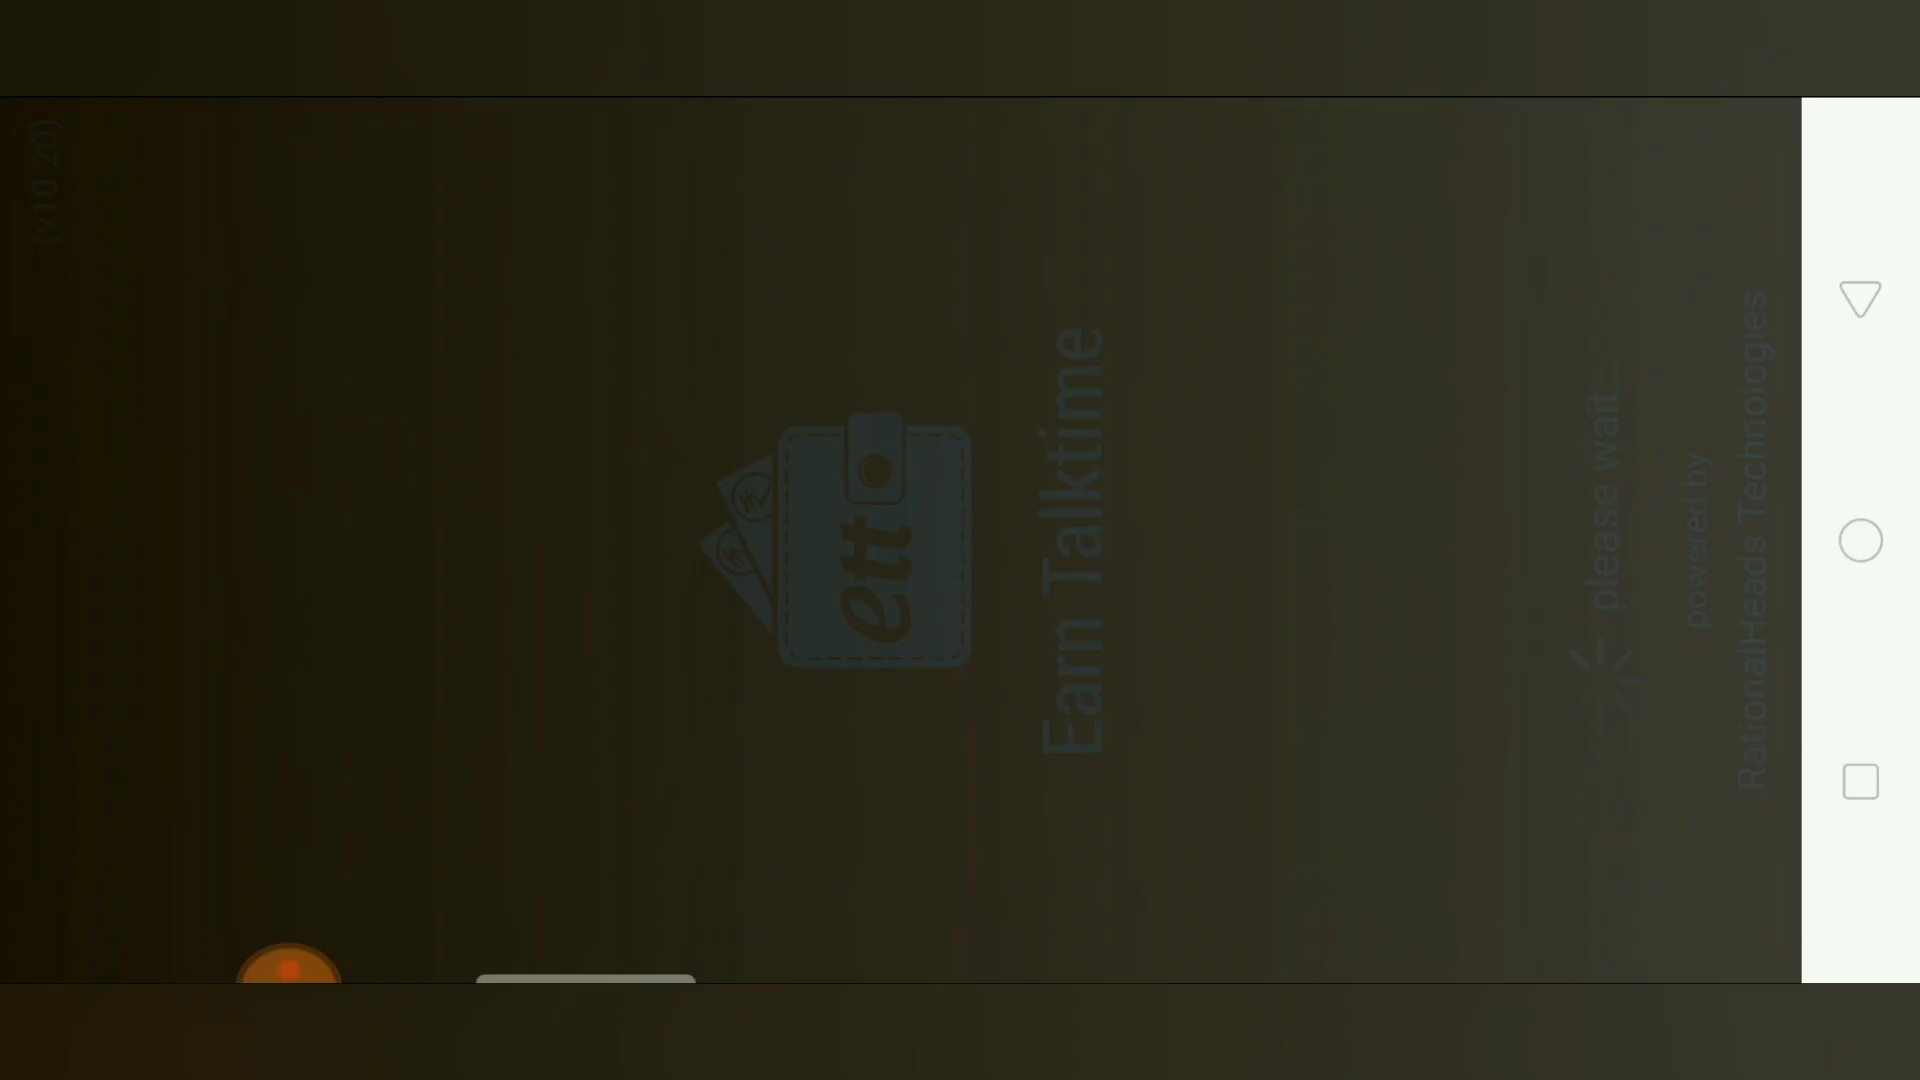 (v10.20)
ett
Earn Talktime
please wait...
powered by
RationalHeads Technologies